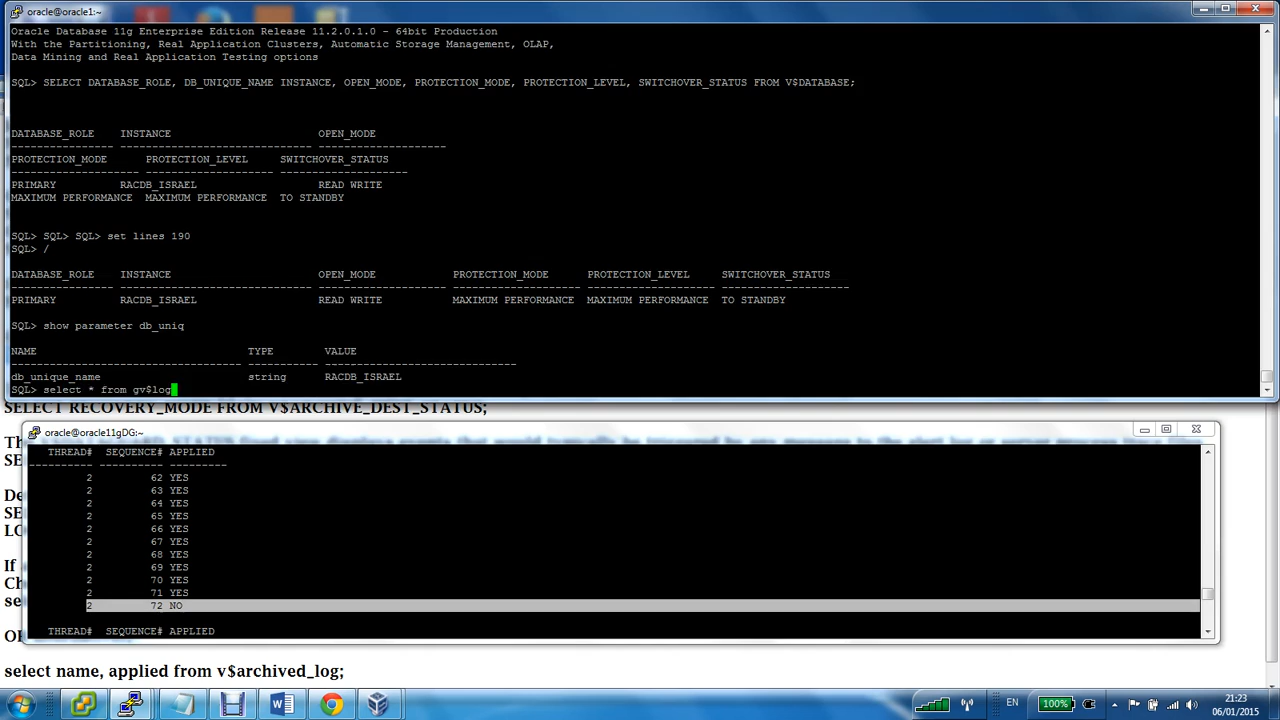 oracle@oracle1:~
Oracle Database 11g Enterprise Edition Release 11.2.0.1.0 - 64bit Production
With the Partitioning, Real Application Clusters, Automatic Storage Management, OLAP,
Data Mining and Real Application Testing options
SQL> SELECT DATABASE_ROLE, DB_UNIQUE_NAME INSTANCE, OPEN_MODE, PROTECTION_MODE, PROTECTION_LEVEL, SWITCHOVER_STATUS FROM V$DATABASE;
DATABASE_ROLE INSTANCE OPEN_MODE
---------------- ------------------------------ --------------------
PROTECTION_MODE PROTECTION_LEVEL SWITCHOVER_STATUS
-------------------- -------------------- --------------------
PRIMARY RACDB_ISRAEL READ WRITE
MAXIMUM PERFORMANCE MAXIMUM PERFORMANCE TO STANDBY
SQL> SQL> SQL> set lines 190
SQL> /
DATABASE_ROLE INSTANCE OPEN_MODE PROTECTION_MODE PROTECTION_LEVEL SWITCHOVER_STATUS
---------------- ------------------------------ -------------------- -------------------- -------------------- --------------------
PRIMARY RACDB_ISRAEL READ WRITE MAXIMUM PERFORMANCE MAXIMUM PERFORMANCE TO STANDBY
SQL> show parameter db_uniq
NAME TYPE VALUE
------------------------------------ ----------- ------------------------------
db_unique_name string RACDB_ISRAEL
SQL> select * from gv$log
SELECT RECOVERY_MODE FROM V$ARCHIVE_DEST_STATUS;
oracle@oracle11gDG:~
THREAD# SEQUENCE# APPLIED
---------- ---------- ---------
2 62 YES
2 63 YES
2 64 YES
2 65 YES
2 66 YES
2 67 YES
2 68 YES
2 69 YES
2 70 YES
2 71 YES
2 72 NO
THREAD# SEQUENCE# APPLIED
If
select name, applied from v$archived_log;
EN
100%
21:23
06/01/2015